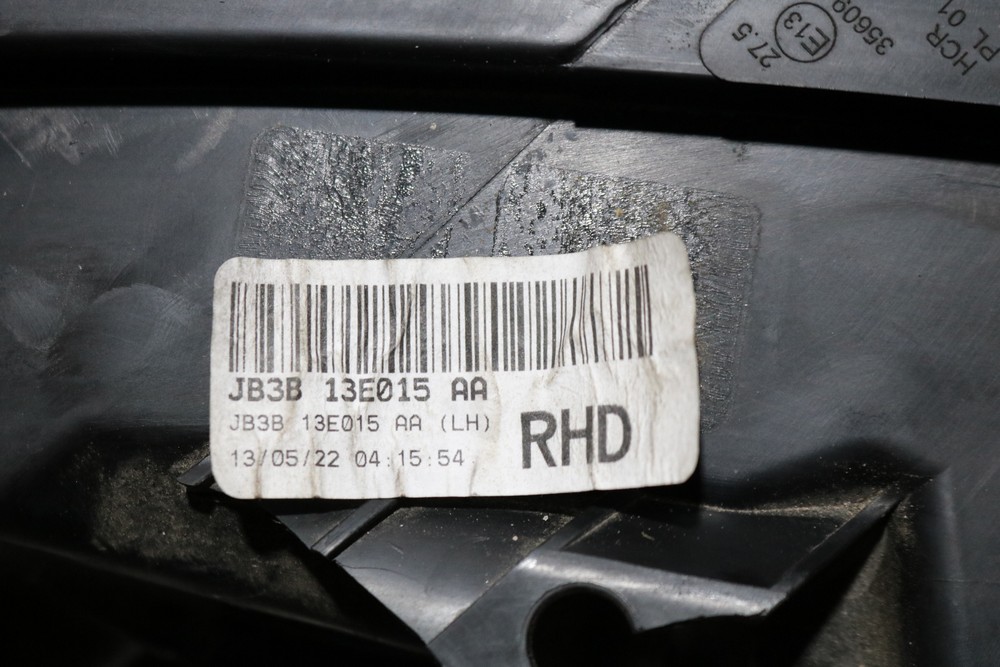 27.5
E13
35609
HCR
PL 01
JB3B 13E015 AA
JB3B 13E015 AA (LH)
13/05/22 04:15:54
RHD